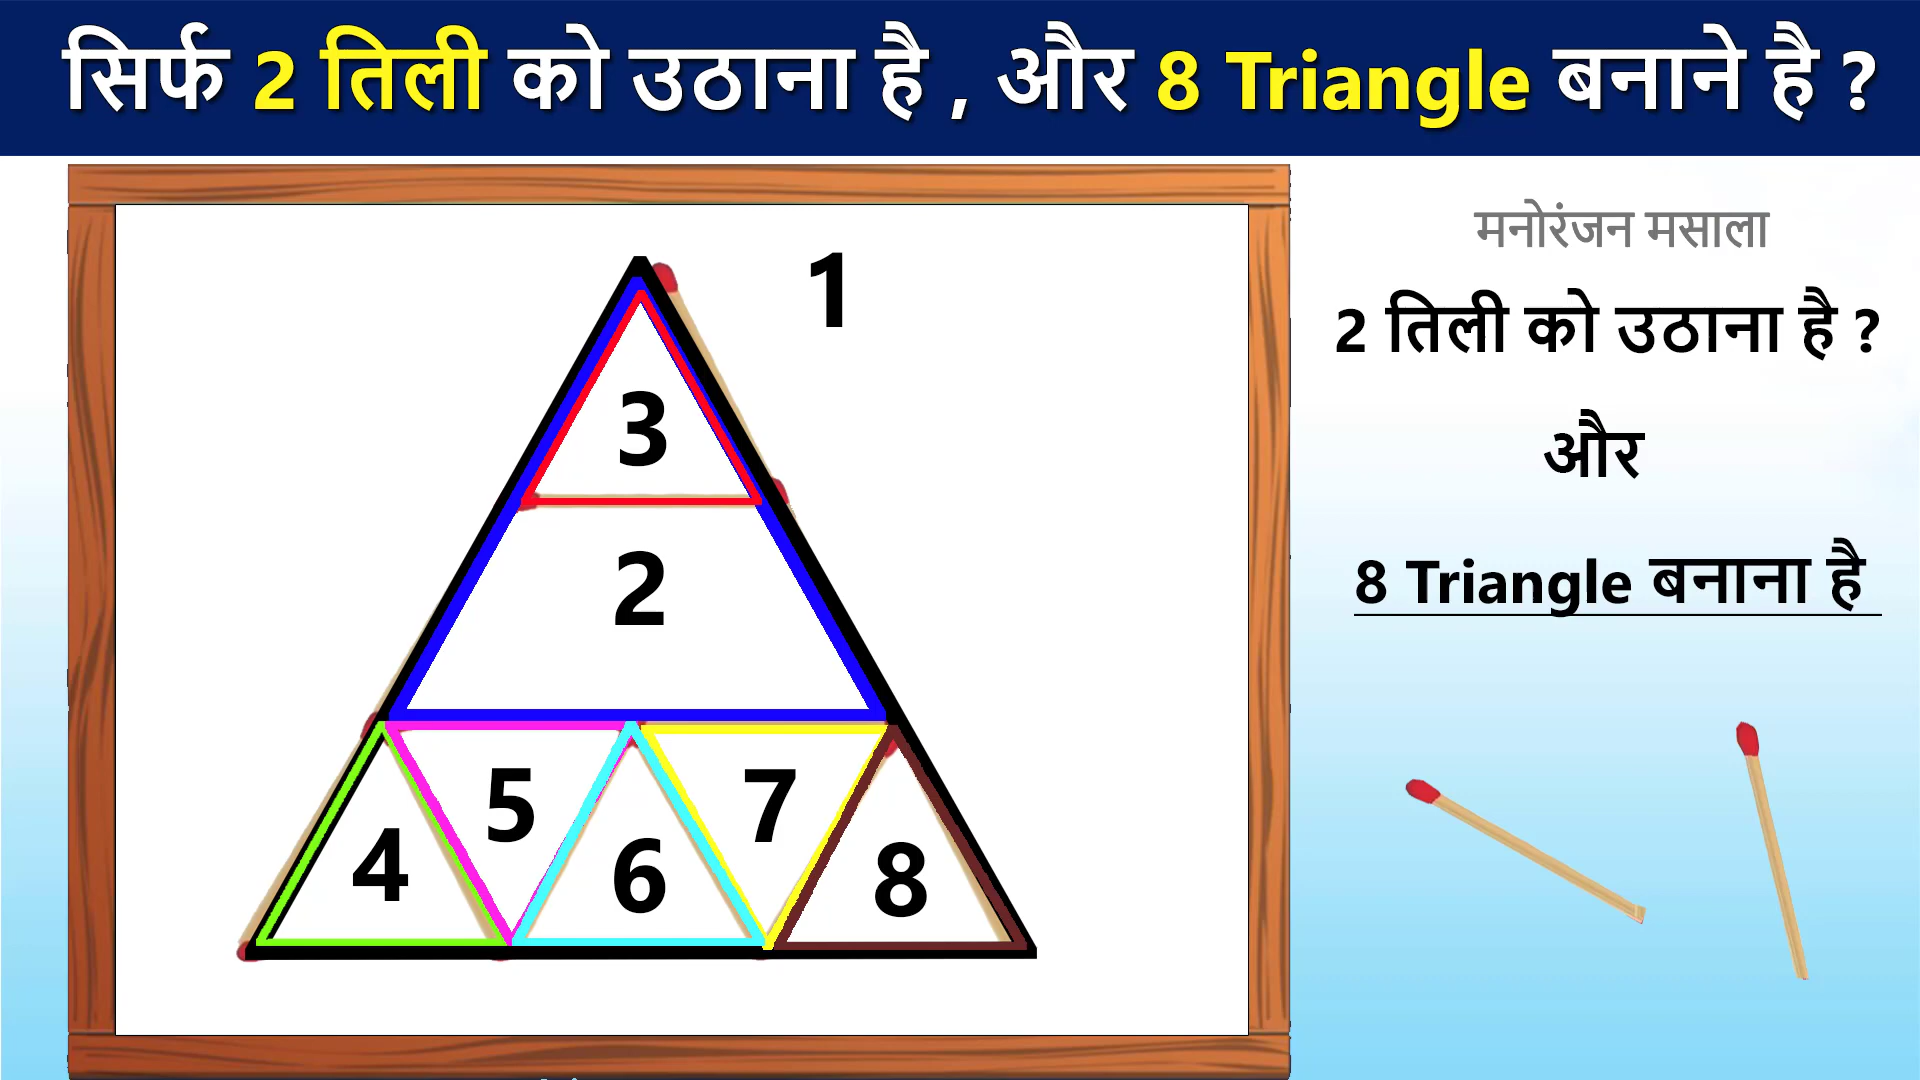 सिर्फ 2 तिली को उठाना है , और 8 Triangle बनाने है ?
मनोरंजन मसाला
2 तिली को उठाना है ?
और
8 Triangle बनाना है
1
3
2
5
7
4
6
8